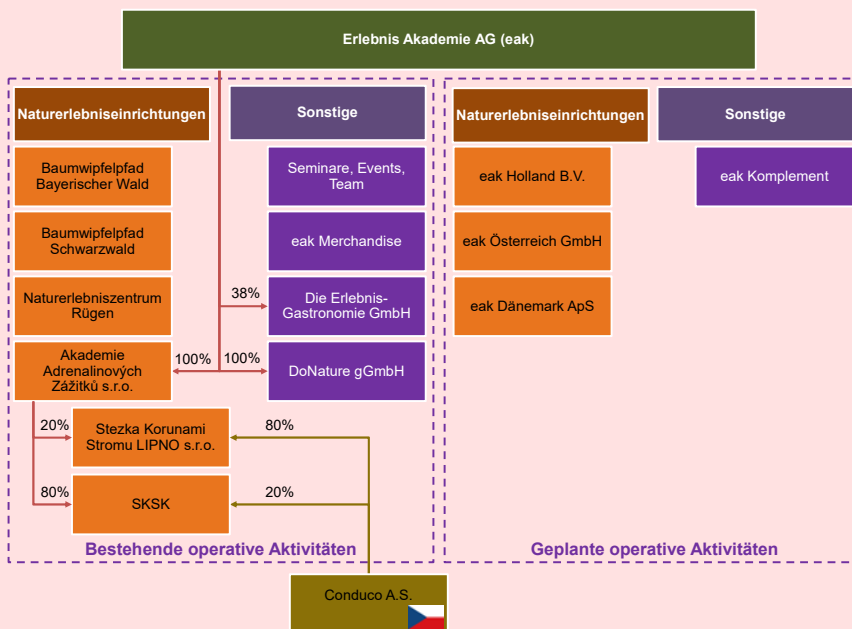 Erlebnis Akademie AG (eak)
Naturerlebniseinrichtungen
Sonstige
Baumwipfelpfad
Bayerischer Wald
Seminare, Events,
Team
Baumwipfelpfad
Schwarzwald
eak Merchandise
Naturerlebniszentrum
Rügen
38%
Die Erlebnis-
Gastronomie GmbH
Akademie
Adrenalinových
Zážitků s.r.o.
100%
100%
DoNature gGmbH
20%
Stezka Korunami
Stromu LIPNO s.r.o.
80%
80%
SKSK
20%
Bestehende operative Aktivitäten
Naturerlebniseinrichtungen
Sonstige
eak Holland B.V.
eak Komplement
eak Österreich GmbH
eak Dänemark ApS
Geplante operative Aktivitäten
Conduco A.S.